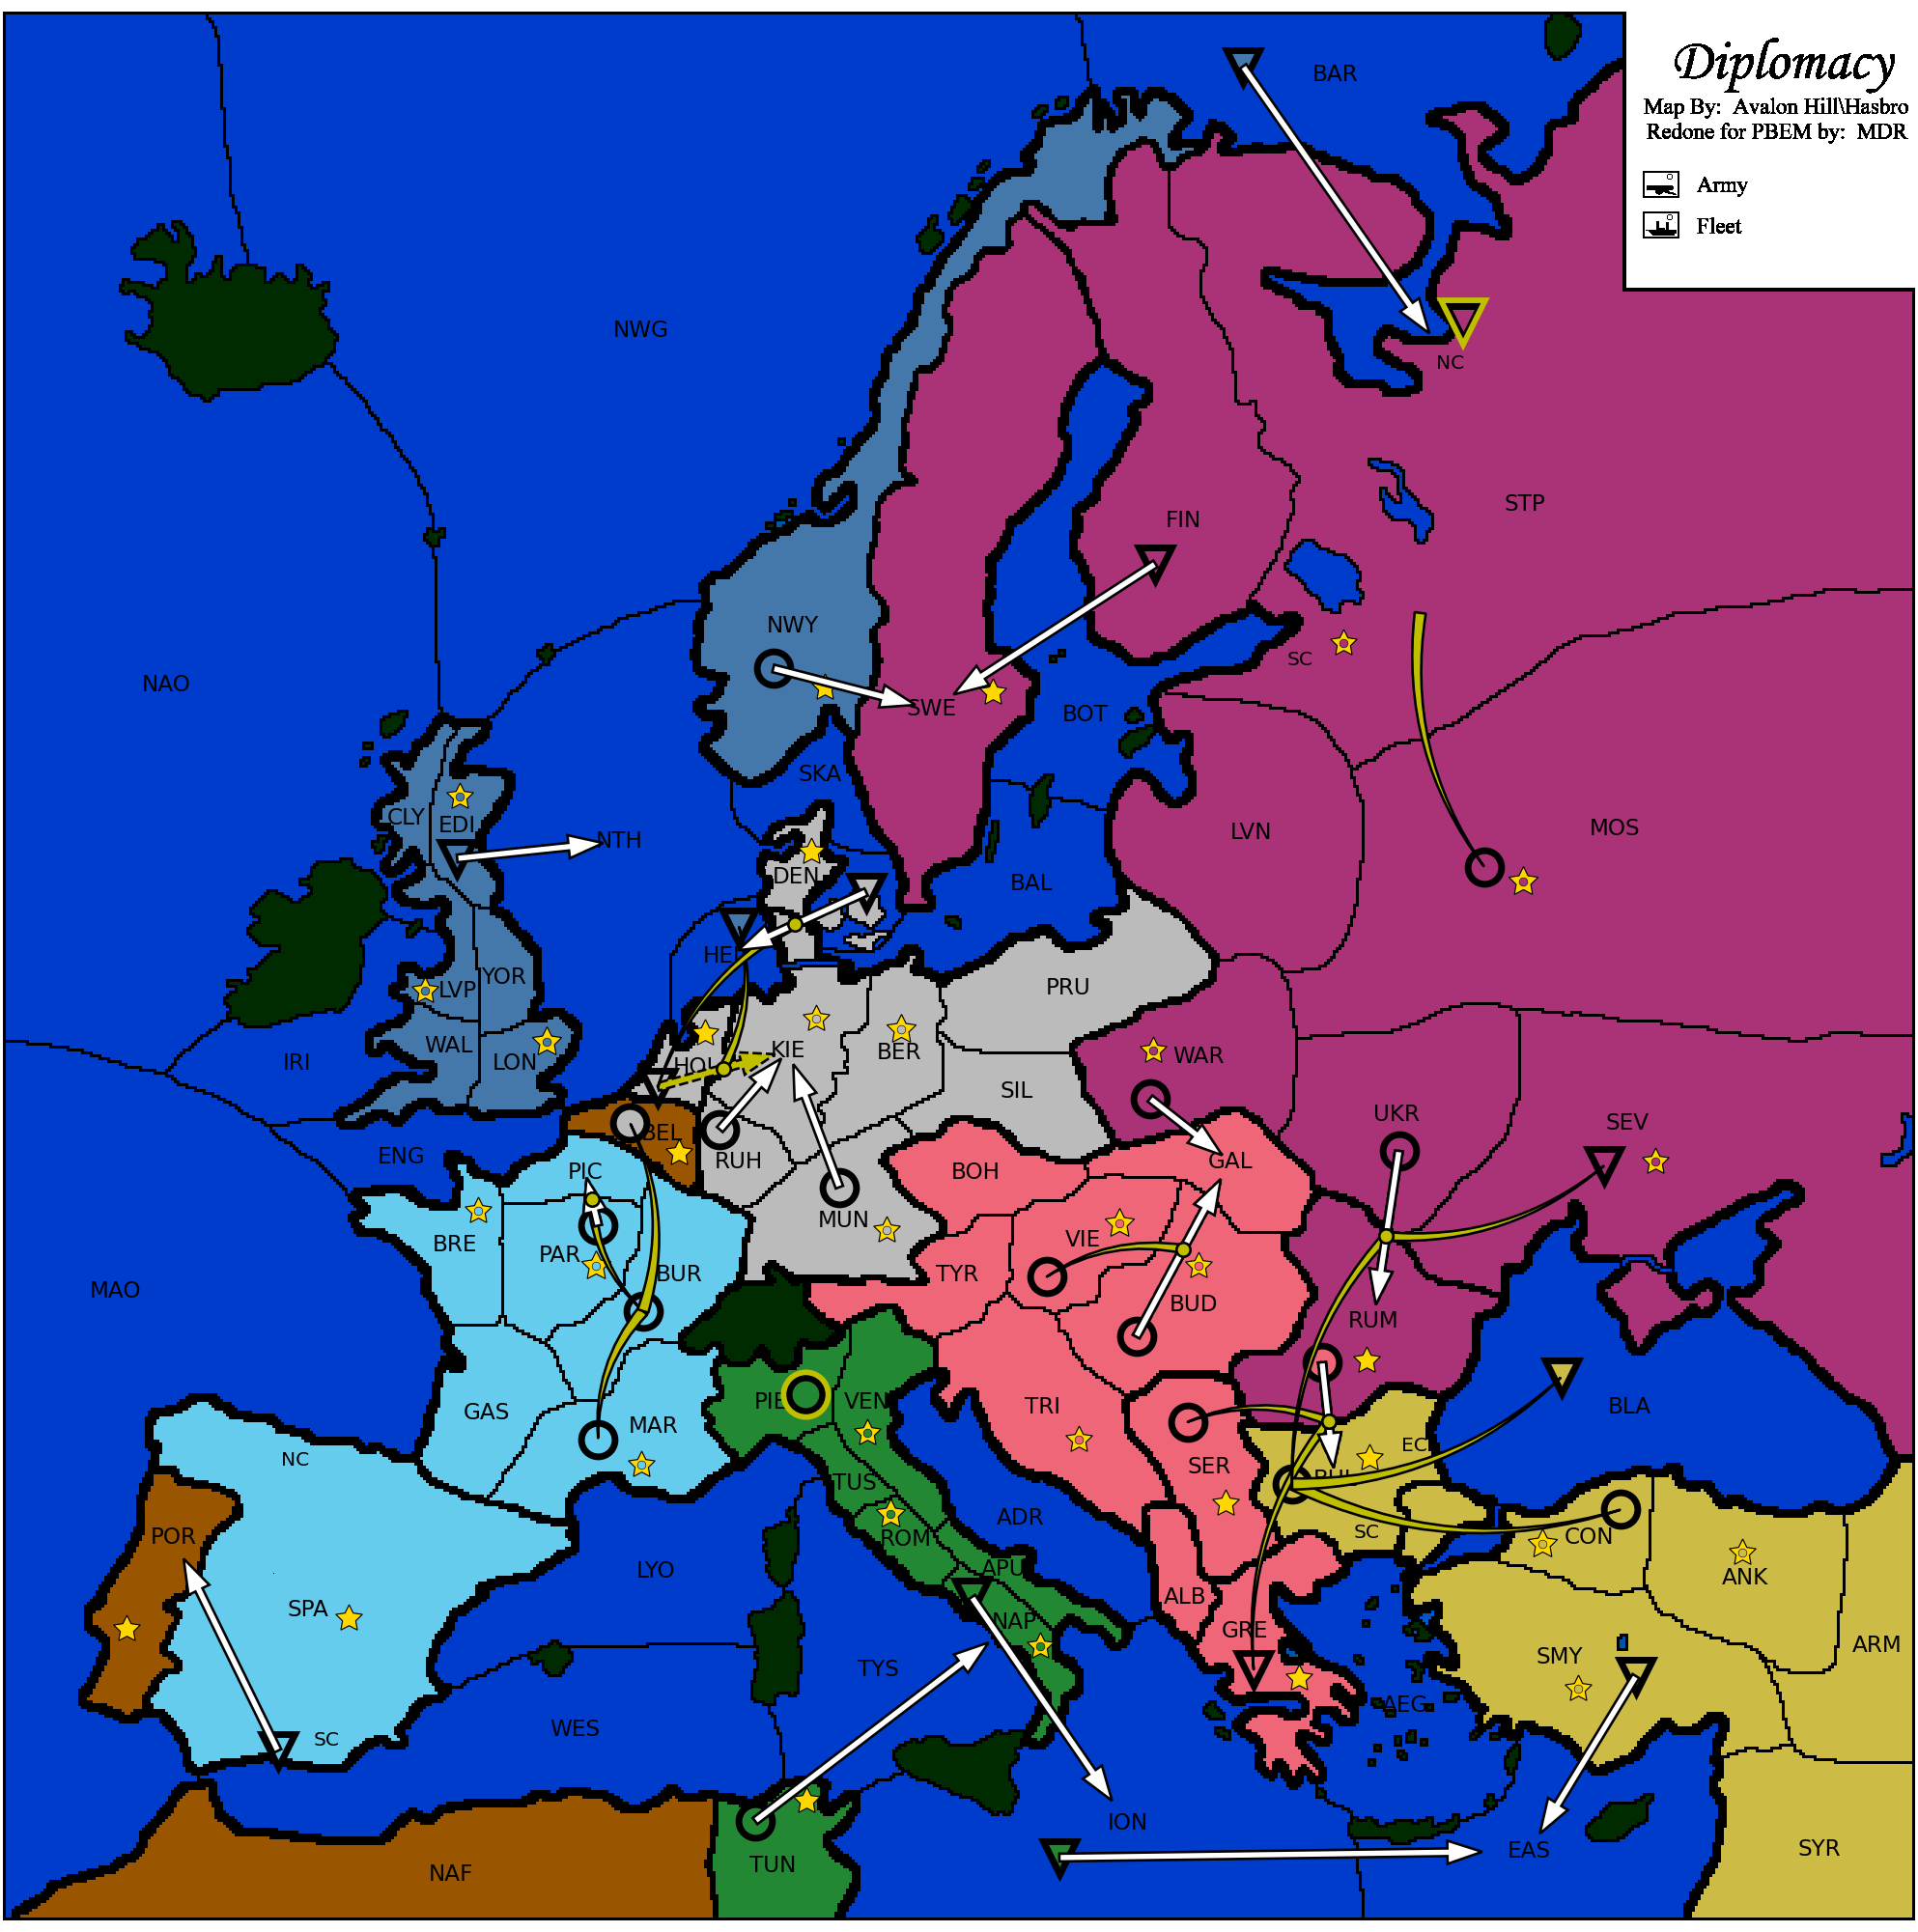 Diplomacy
Map By: Avalon Hill\Hasbro
Redone for PBEM by: MDR
Army
Fleet
BAR
NWG
NC
STP
FIN
NWY
SC
NAO
SWE
BOT
SKA
CLY
EDI
NTH
LVN
MOS
DEN
BAL
HEL
LVP
YOR
PRU
IRI
WAL
LON
HOL
KIE
BER
WAR
SIL
UKR
SEV
BEL
ENG
PIC
RUH
BOH
GAL
MUN
BRE
PAR
VIE
MAO
BUR
TYR
BUD
RUM
PIE
VEN
TRI
BLA
GAS
MAR
NC
TUS
SER
EC
BUL
POR
ROM
ADR
SC
CON
LYO
APU
ANK
SPA
NAP
ALB
GRE
ARM
TYS
SMY
WES
SC
AEG
ION
NAF
TUN
EAS
SYR